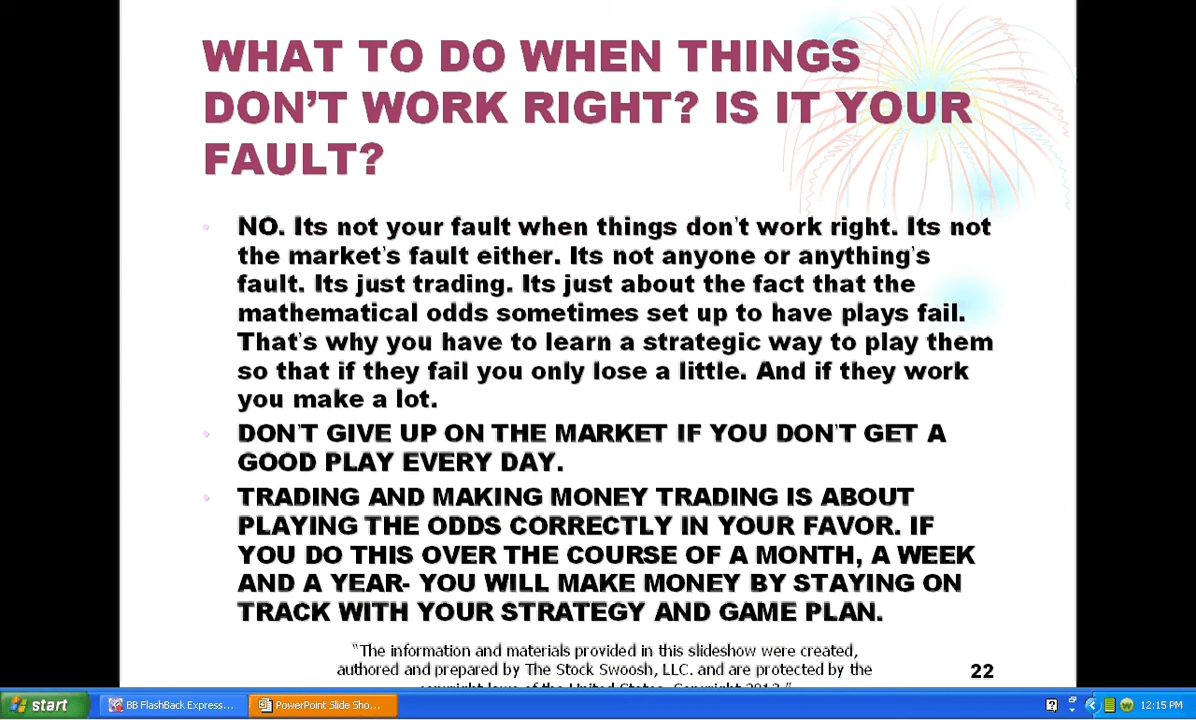 WHAT TO DO WHEN THINGS
DON'T WORK RIGHT? IS IT YOUR
FAULT?
• NO. Its not your fault when things don't work right. Its not
the market's fault either. Its not anyone or anything's
fault. Its just trading. Its just about the fact that the
mathematical odds sometimes set up to have plays fail.
That's why you have to learn a strategic way to play them
so that if they fail you only lose a little. And if they work
you make a lot.
• DON'T GIVE UP ON THE MARKET IF YOU DON'T GET A
GOOD PLAY EVERY DAY.
• TRADING AND MAKING MONEY TRADING IS ABOUT
PLAYING THE ODDS CORRECTLY IN YOUR FAVOR. IF
YOU DO THIS OVER THE COURSE OF A MONTH, A WEEK
AND A YEAR- YOU WILL MAKE MONEY BY STAYING ON
TRACK WITH YOUR STRATEGY AND GAME PLAN.
"The information and materials provided in this slideshow were created,
authored and prepared by The Stock Swoosh, LLC. and are protected by the
copyright laws of the United States. Copyright 2013."
22
start
BB FlashBack Express...
PowerPoint Slide Sho...
12:15 PM